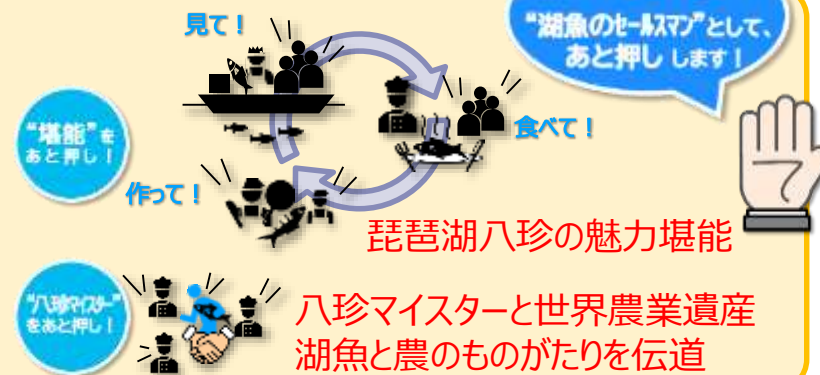 見て!
"湖魚のセールスマン"として、
あと押し します!
"堪能"を
あと押し!
食べて!
作って!
琵琶湖八珍の魅力堪能
"八珍マイスター"
をあと押し!
八珍マイスターと世界農業遺産
湖魚と農のものがたりを伝道